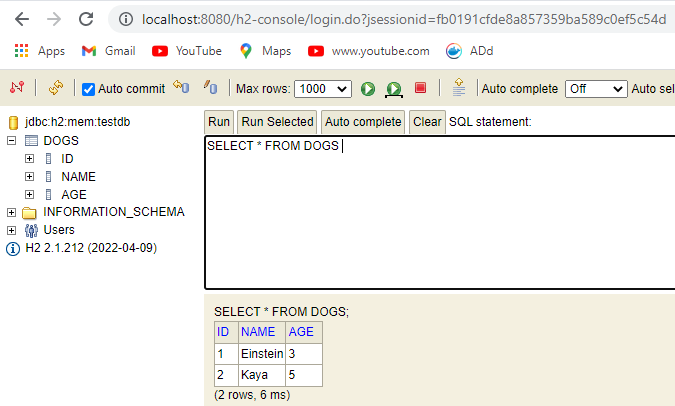 localhost:8080/h2-console/login.do?jsessionid=fb0191cfde8a857359ba589c0ef5c54d
Apps Gmail YouTube Maps www.youtube.com ADd
Auto commit Max rows: 1000 Auto complete Off Auto sel
jdbc:h2:mem:testdb
DOGS
ID
NAME
AGE
INFORMATION_SCHEMA
Users
H2 2.1.212 (2022-04-09)
Run Run Selected Auto complete Clear SQL statement:
SELECT * FROM DOGS
SELECT * FROM DOGS;
ID NAME AGE
1 Einstein 3
2 Kaya 5
(2 rows, 6 ms)